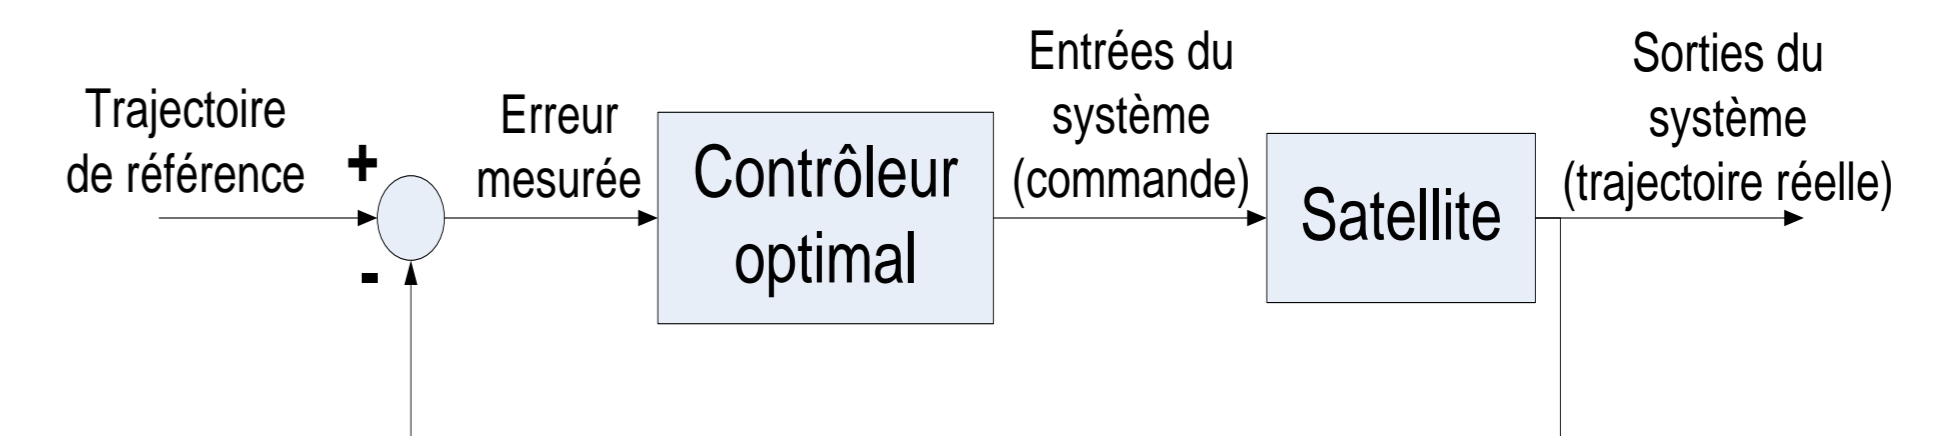 Trajectoire
de référence
+
-
Erreur
mesurée
Contrôleur
optimal
Entrées du
système
(commande)
Satellite
Sorties du
système
(trajectoire réelle)